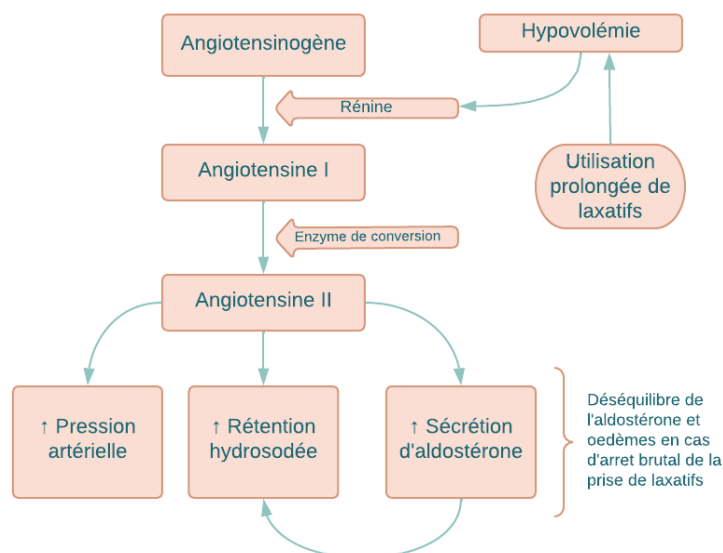 Angiotensinogène
Hypovolémie
Rénine
Angiotensine I
Utilisation
prolongée de
laxatifs
Enzyme de conversion
Angiotensine II
↑ Pression
artérielle
↑ Rétention
hydrosodée
↑ Sécrétion
d'aldostérone
Déséquilibre de
l'aldostérone et
oedèmes en cas
d'arret brutal de la
prise de laxatifs